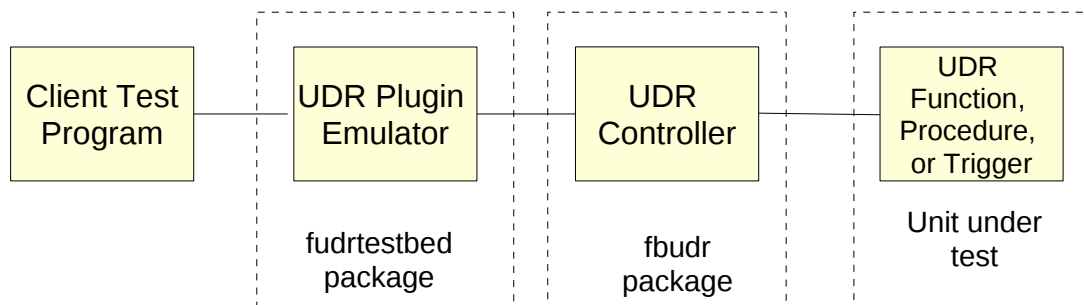 Client Test
Program
UDR Plugin
Emulator
UDR
Controller
UDR
Function,
Procedure,
or Trigger
fudrtestbed
package
fbudr
package
Unit under
test